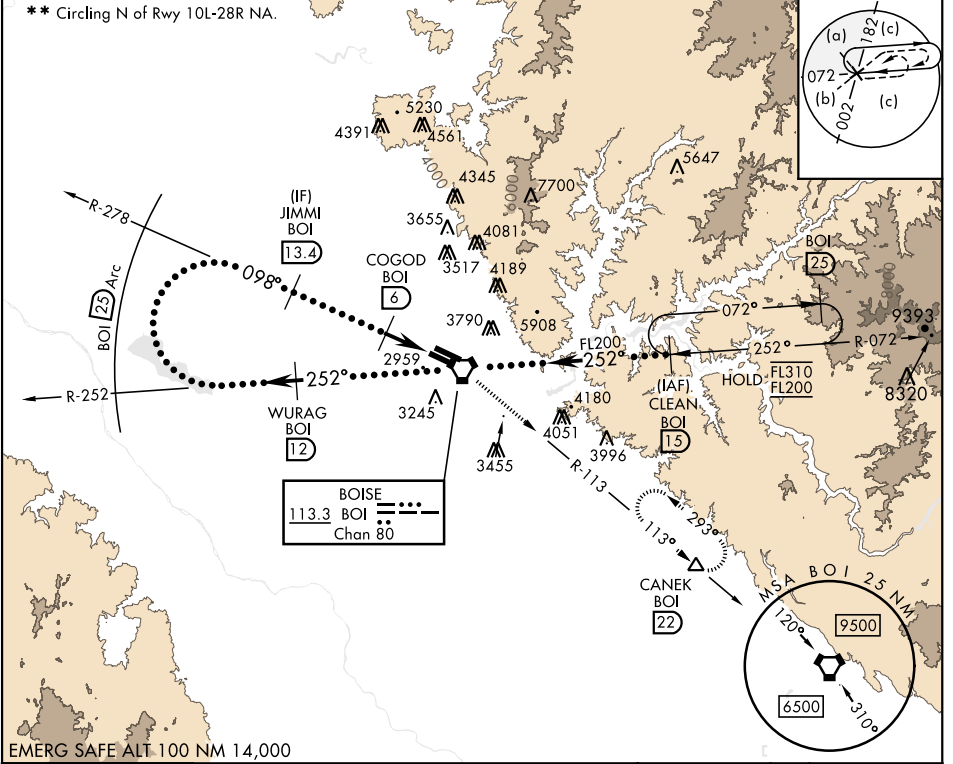 ** Circling N of Rwy 10L-28R NA.
(a)
182
(c)
072
(b)
002
(c)
5230
4391
4561
4000
4345
6000
7700
5647
3655
4081
3517
4189
R-278
(IF)
JIMMI
BOI
13.4
098°
COGOD
BOI
6
BOI
25
8000
3790
5908
072°
9393
BOI 25 Arc
2959
FL200
252°
252°
R-072
252°
R-252
(IAF)
CLEAN
BOI
15
HOLD
FL310
FL200
8320
WURAG
BOI
12
3245
4180
4051
3996
3455
R-113
BOISE
113.3 BOI
Chan 80
293°
113°
CANEK
BOI
22
MSA BOI 25 NM
120°
9500
6500
310°
EMERG SAFE ALT 100 NM 14,000